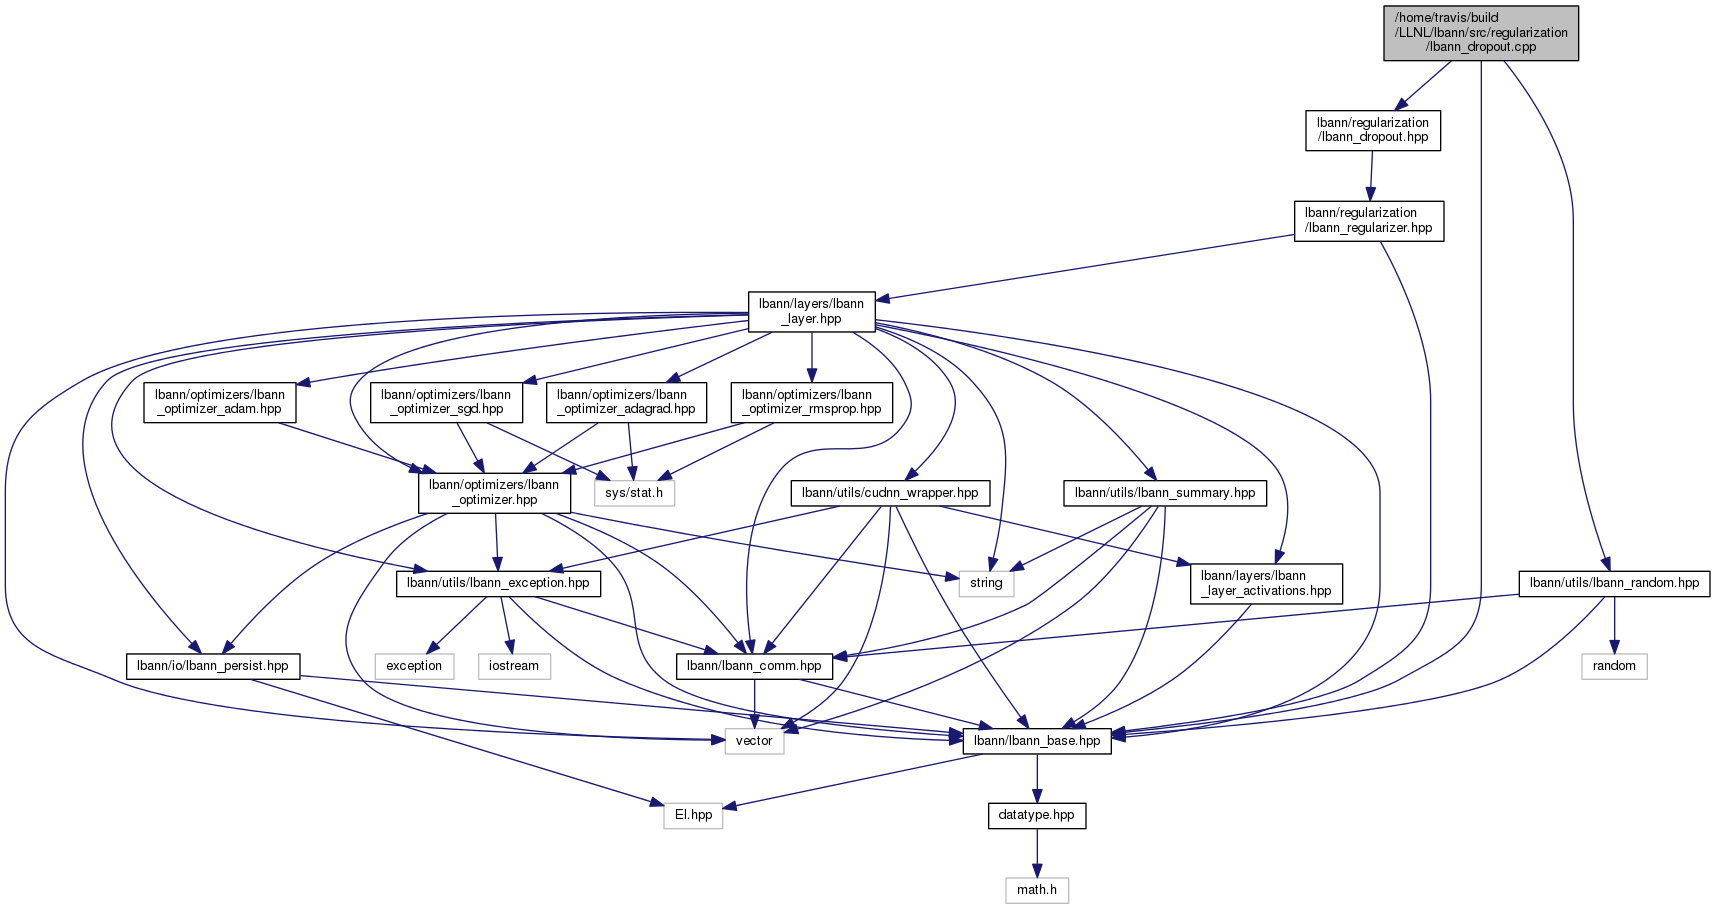 /home/travis/build
/LLNL/lbann/src/regularization
/lbann_dropout.cpp
lbann/regularization
/lbann_dropout.hpp
lbann/regularization
/lbann_regularizer.hpp
lbann/layers/lbann
_layer.hpp
lbann/optimizers/lbann
_optimizer_adam.hpp
lbann/optimizers/lbann
_optimizer_sgd.hpp
lbann/optimizers/lbann
_optimizer_adagrad.hpp
lbann/optimizers/lbann
_optimizer_rmsprop.hpp
lbann/optimizers/lbann
_optimizer.hpp
sys/stat.h
lbann/utils/cudnn_wrapper.hpp
lbann/utils/lbann_summary.hpp
lbann/utils/lbann_exception.hpp
string
lbann/layers/lbann
_layer_activations.hpp
lbann/utils/lbann_random.hpp
lbann/io/lbann_persist.hpp
exception
iostream
lbann/lbann_comm.hpp
random
vector
lbann/lbann_base.hpp
El.hpp
datatype.hpp
math.h